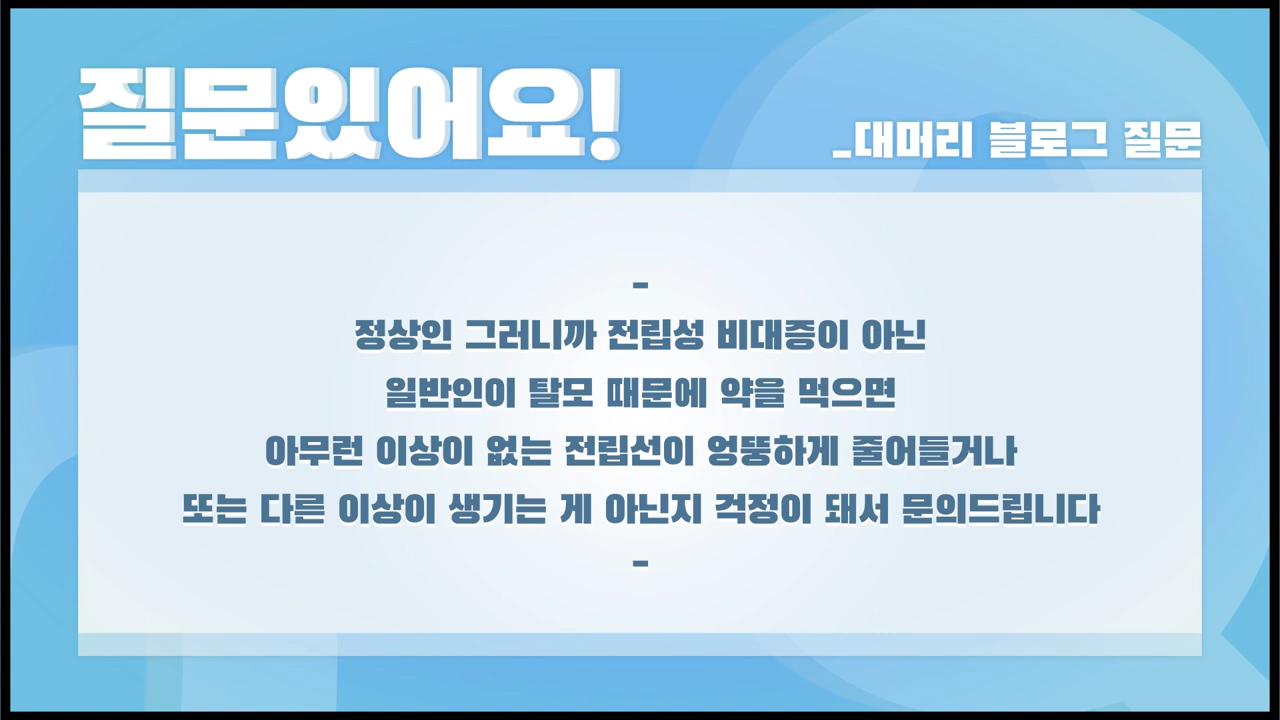 질문있어요!
_대머리 블로그 질문
-
정상인 그러니까 전립성 비대증이 아닌
일반인이 탈모 때문에 약을 먹으면
아무런 이상이 없는 전립선이 엉뚱하게 줄어들거나
또는 다른 이상이 생기는 게 아닌지 걱정이 돼서 문의드립니다
-